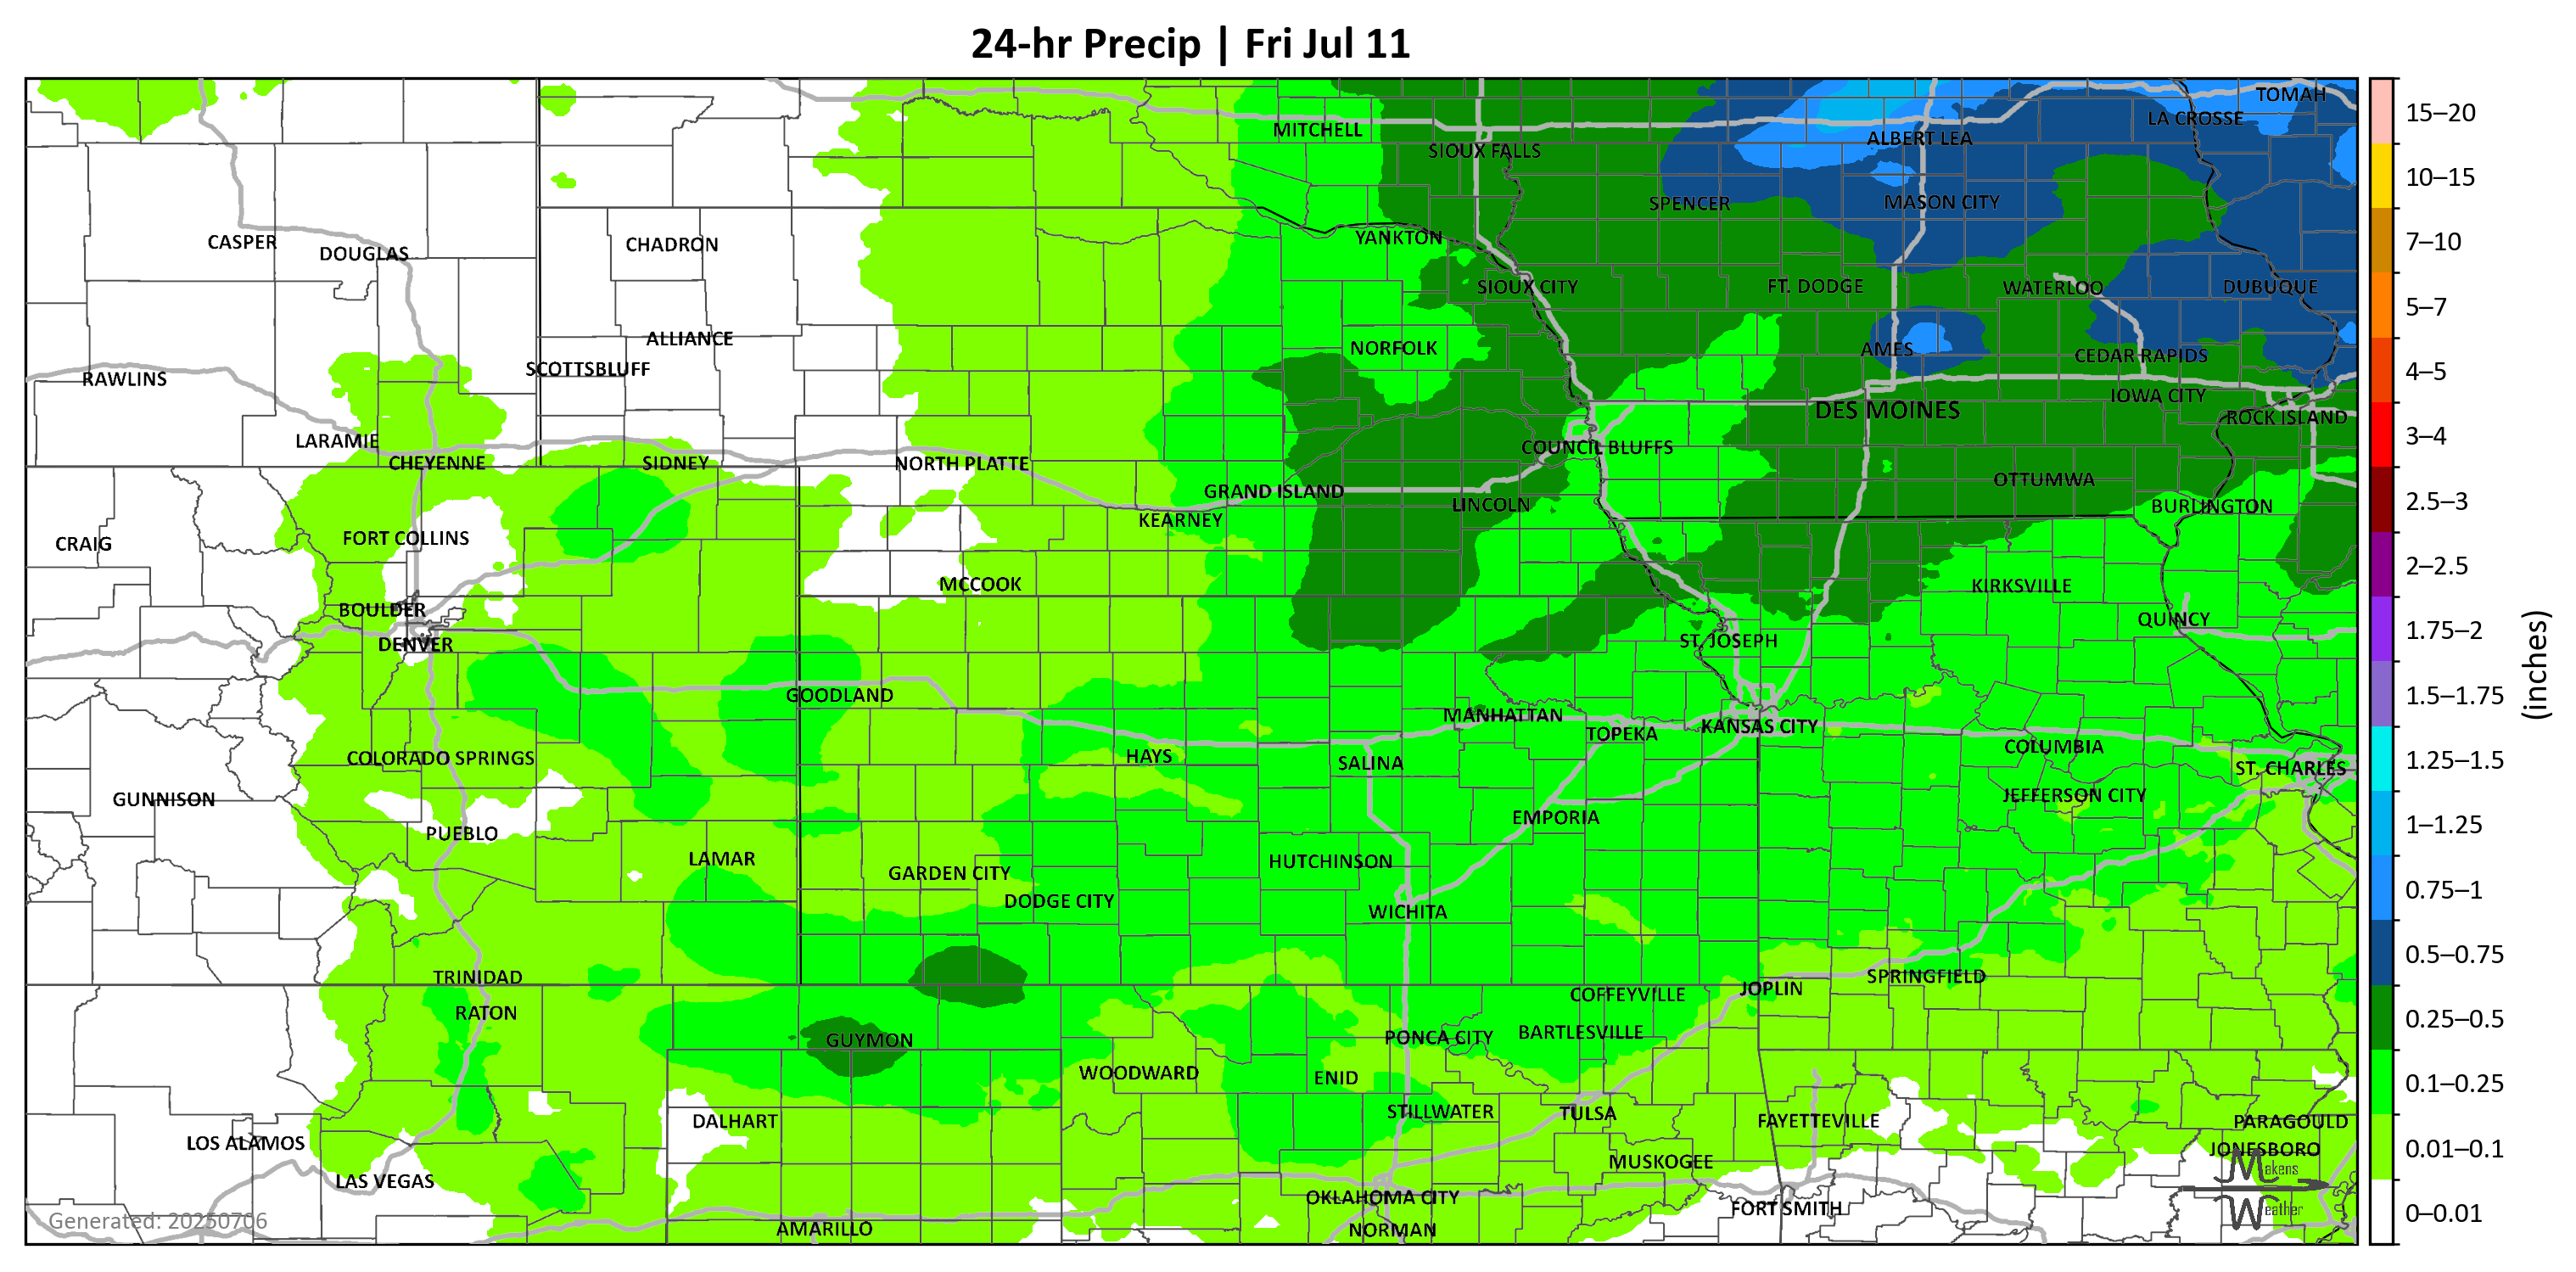 24-hr Precip | Fri Jul 11
TOMAH
LA CROSSE
MITCHELL
ALBERT LEA
SIOUX FALLS
SPENCER
MASON CITY
YANKTON
CASPER
CHADRON
DOUGLAS
SIOUX CITY
FT. DODGE
WATERLOO
DUBUQUE
ALLIANCE
NORFOLK
AMES
CEDAR RAPIDS
SCOTTSBLUFF
RAWLINS
IOWA CITY
DES MOINES
ROCK ISLAND
LARAMIE
COUNCIL BLUFFS
CHEYENNE
SIDNEY
NORTH PLATTE
OTTUMWA
GRAND ISLAND
LINCOLN
BURLINGTON
KEARNEY
FORT COLLINS
CRAIG
MCCOOK
KIRKSVILLE
BOULDER
QUINCY
DENVER
ST. JOSEPH
GOODLAND
MANHATTAN
KANSAS CITY
TOPEKA
COLUMBIA
HAYS
COLORADO SPRINGS
SALINA
ST. CHARLES
GUNNISON
JEFFERSON CITY
EMPORIA
PUEBLO
LAMAR
HUTCHINSON
GARDEN CITY
DODGE CITY
WICHITA
TRINIDAD
SPRINGFIELD
JOPLIN
COFFEYVILLE
RATON
BARTLESVILLE
PONCA CITY
GUYMON
WOODWARD
ENID
STILLWATER
TULSA
DALHART
FAYETTEVILLE
PARAGOULD
LOS ALAMOS
JONESBORO
MUSKOGEE
LAS VEGAS
OKLAHOMA CITY
FORT SMITH
AMARILLO
NORMAN
Generated: 20250706
Makens
Weather
15–20
10–15
7–10
5–7
4–5
3–4
2.5–3
2–2.5
1.75–2
1.5–1.75
1.25–1.5
1–1.25
0.75–1
0.5–0.75
0.25–0.5
0.1–0.25
0.01–0.1
0–0.01
(inches)